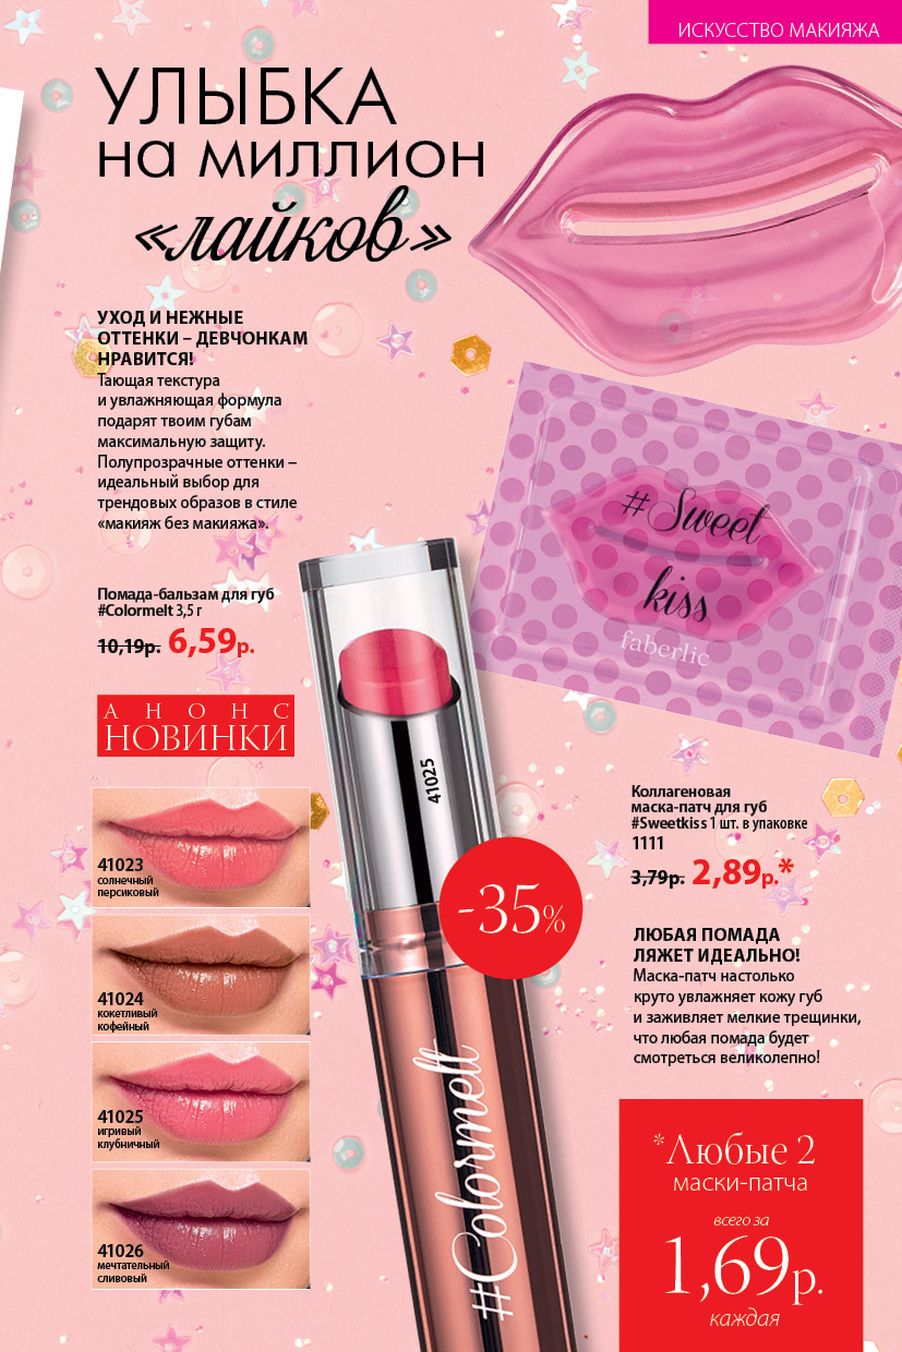 ИСКУССТВО МАКИЯЖА
УЛЫБКА
на миллион
«лайков»
УХОД И НЕЖНЫЕ
ОТТЕНКИ – ДЕВЧОНКАМ
НРАВИТСЯ!
Тающая текстура
и увлажняющая формула
подарят твоим губам
максимальную защиту.
Полупрозрачные оттенки –
идеальный выбор для
трендовых образов в стиле
«макияж без макияжа».
Помада-бальзам для губ
#Colormelt 3,5 г
10,19р. 6,59р.
АНОНС
НОВИНКИ
41023
солнечный
персиковый
41024
кокетливый
кофейный
41025
игривый
клубничный
41026
мечтательный
сливовый
41025
#Colormelt
-35%
#Sweet
kiss
faberlic
Коллагеновая
маска-патч для губ
#Sweetkiss 1 шт. в упаковке
1111
3,79р. 2,89р.*
ЛЮБАЯ ПОМАДА
ЛЯЖЕТ ИДЕАЛЬНО!
Маска-патч настолько
круто увлажняет кожу губ
и заживляет мелкие трещинки,
что любая помада будет
смотреться великолепно!
*Любые 2
маски-патча
всего за
1,69р.
каждая